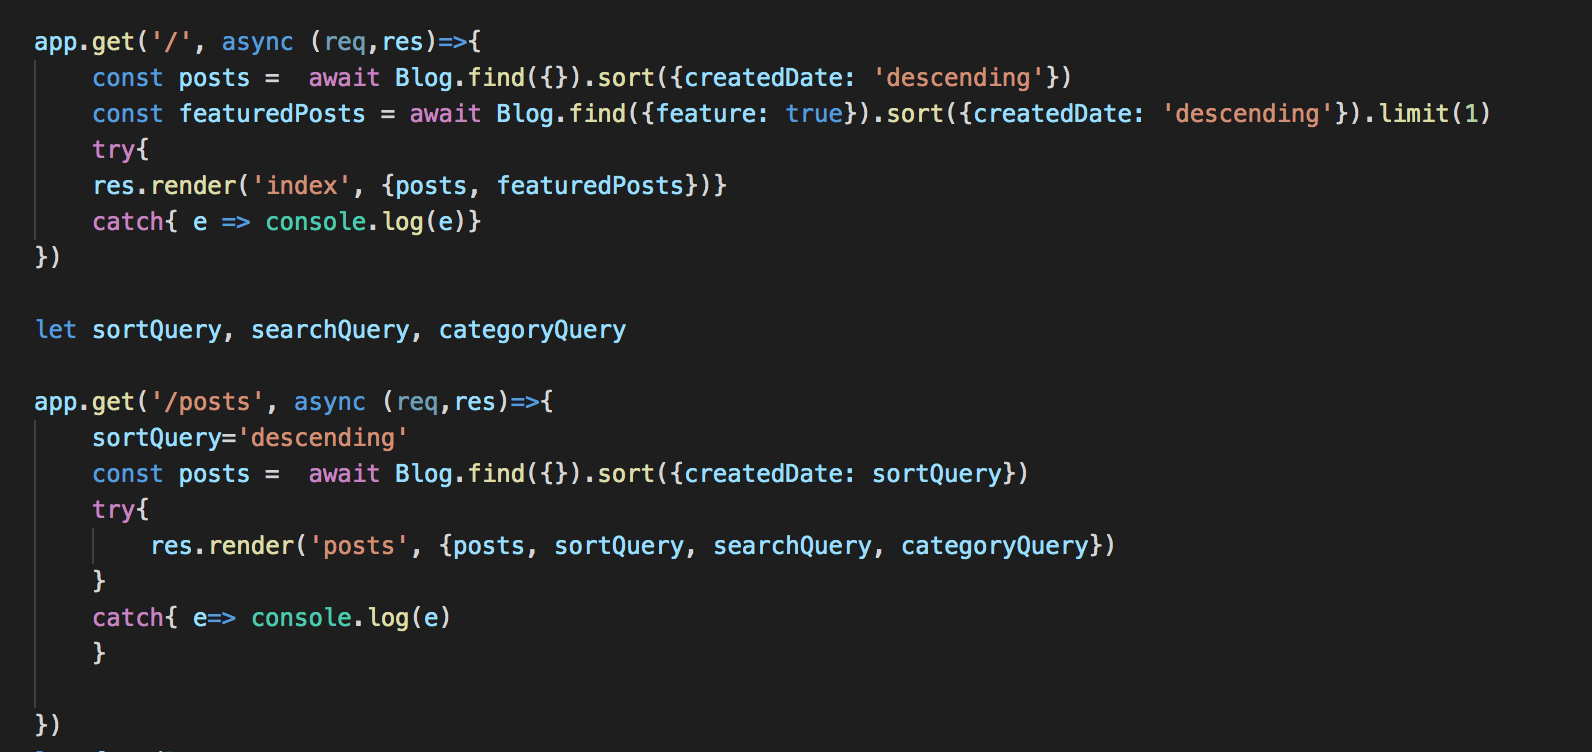 app.get('/', async (req,res)=>{
    const posts =  await Blog.find({}).sort({createdDate: 'descending'})
    const featuredPosts = await Blog.find({feature: true}).sort({createdDate: 'descending'}).limit(1)
    try{
    res.render('index', {posts, featuredPosts})}
    catch{ e => console.log(e)}
})

let sortQuery, searchQuery, categoryQuery

app.get('/posts', async (req,res)=>{
    sortQuery='descending'
    const posts =  await Blog.find({}).sort({createdDate: sortQuery})
    try{
        res.render('posts', {posts, sortQuery, searchQuery, categoryQuery})
    }
    catch{ e=> console.log(e)
    }

})